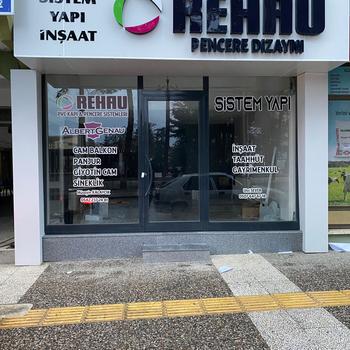 SİSTEM
YAPI
İNŞAAT
REHAU
PENCERE DİZAYNI
REHAU
PVC KAPI & PENCERE SİSTEMLERİ
ALBERTGENAU
CAM BALKON
PANJUR
GİYOTİN CAM
SİNEKLİK
SİSTEM YAPI
İNŞAAT
TAAHHÜT
GAYRİMENKUL